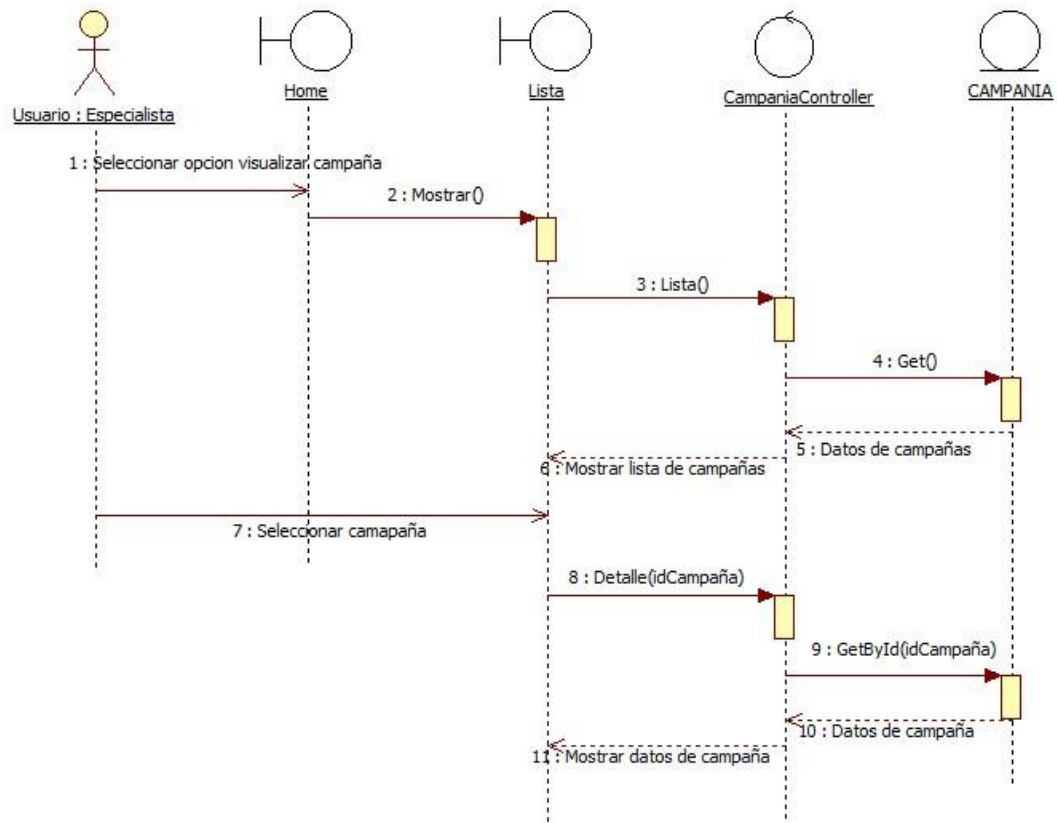 Usuario : Especialista
Home
Lista
CampaniaController
CAMPANIA
1 : Seleccionar opcion visualizar campaña
2 : Mostrar()
3 : Lista()
4 : Get()
5 : Datos de campañas
6 : Mostrar lista de campañas
7 : Seleccionar camapaña
8 : Detalle(idCampaña)
9 : GetById(idCampaña)
10 : Datos de campaña
11 : Mostrar datos de campaña